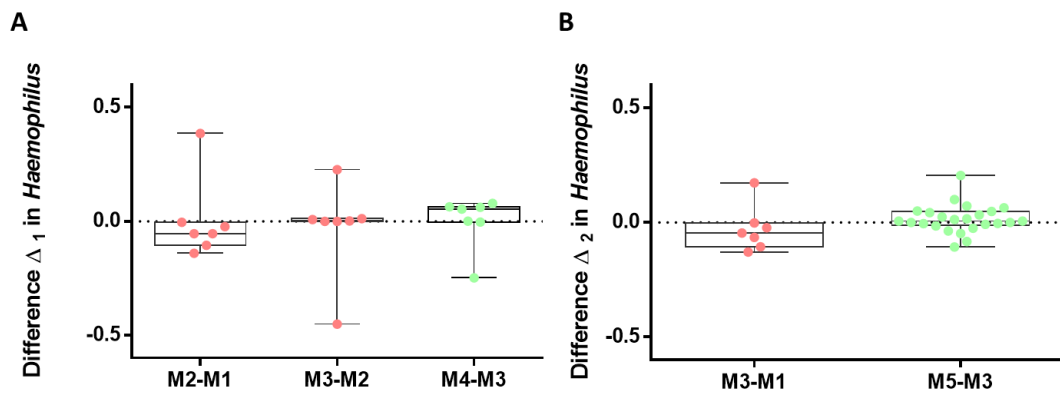 A
Difference Δ 1 in Haemophilus
0.5
0.0
-0.5
M2-M1 M3-M2 M4-M3
B
Difference Δ 2 in Haemophilus
0.5
0.0
-0.5
M3-M1 M5-M3